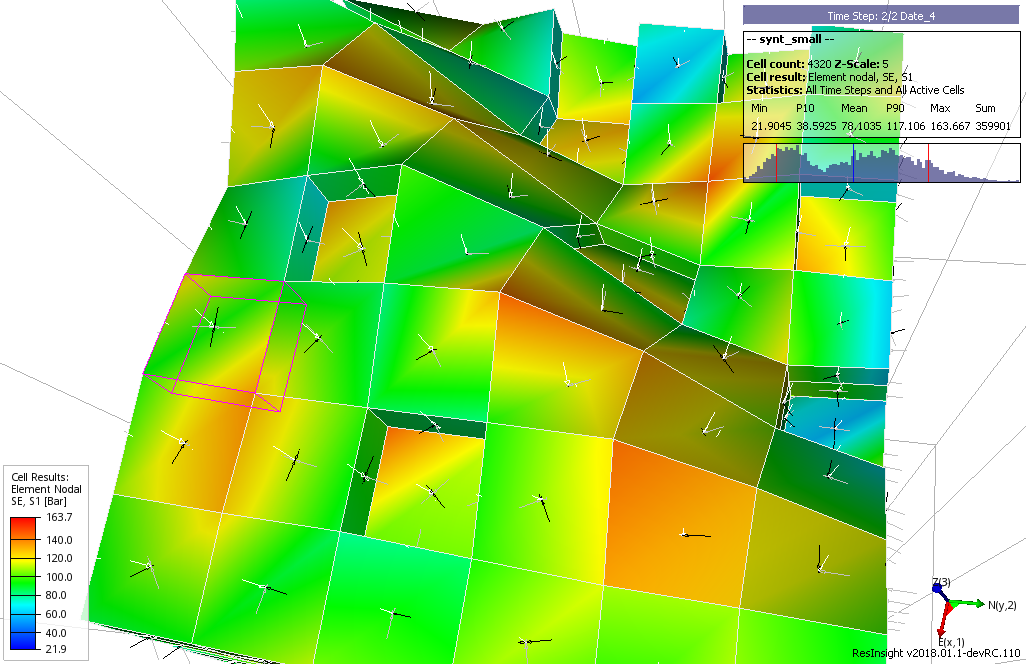 Time Step: 2/2 Date_4
-- synt_small --
Cell count: 4320 Z-Scale: 5
Cell result: Element nodal, SE, S1
Statistics: All Time Steps and All Active Cells
Min P10 Mean P90 Max Sum
21.9045 38.5925 78.1035 117.106 163.667 359901
Cell Results:
Element Nodal
SE, S1 [Bar]
163.7
140.0
120.0
100.0
80.0
60.0
40.0
21.9
Z(3)
N(y,2)
E(x,1)
ResInsight v2018.01.1-devRC.110